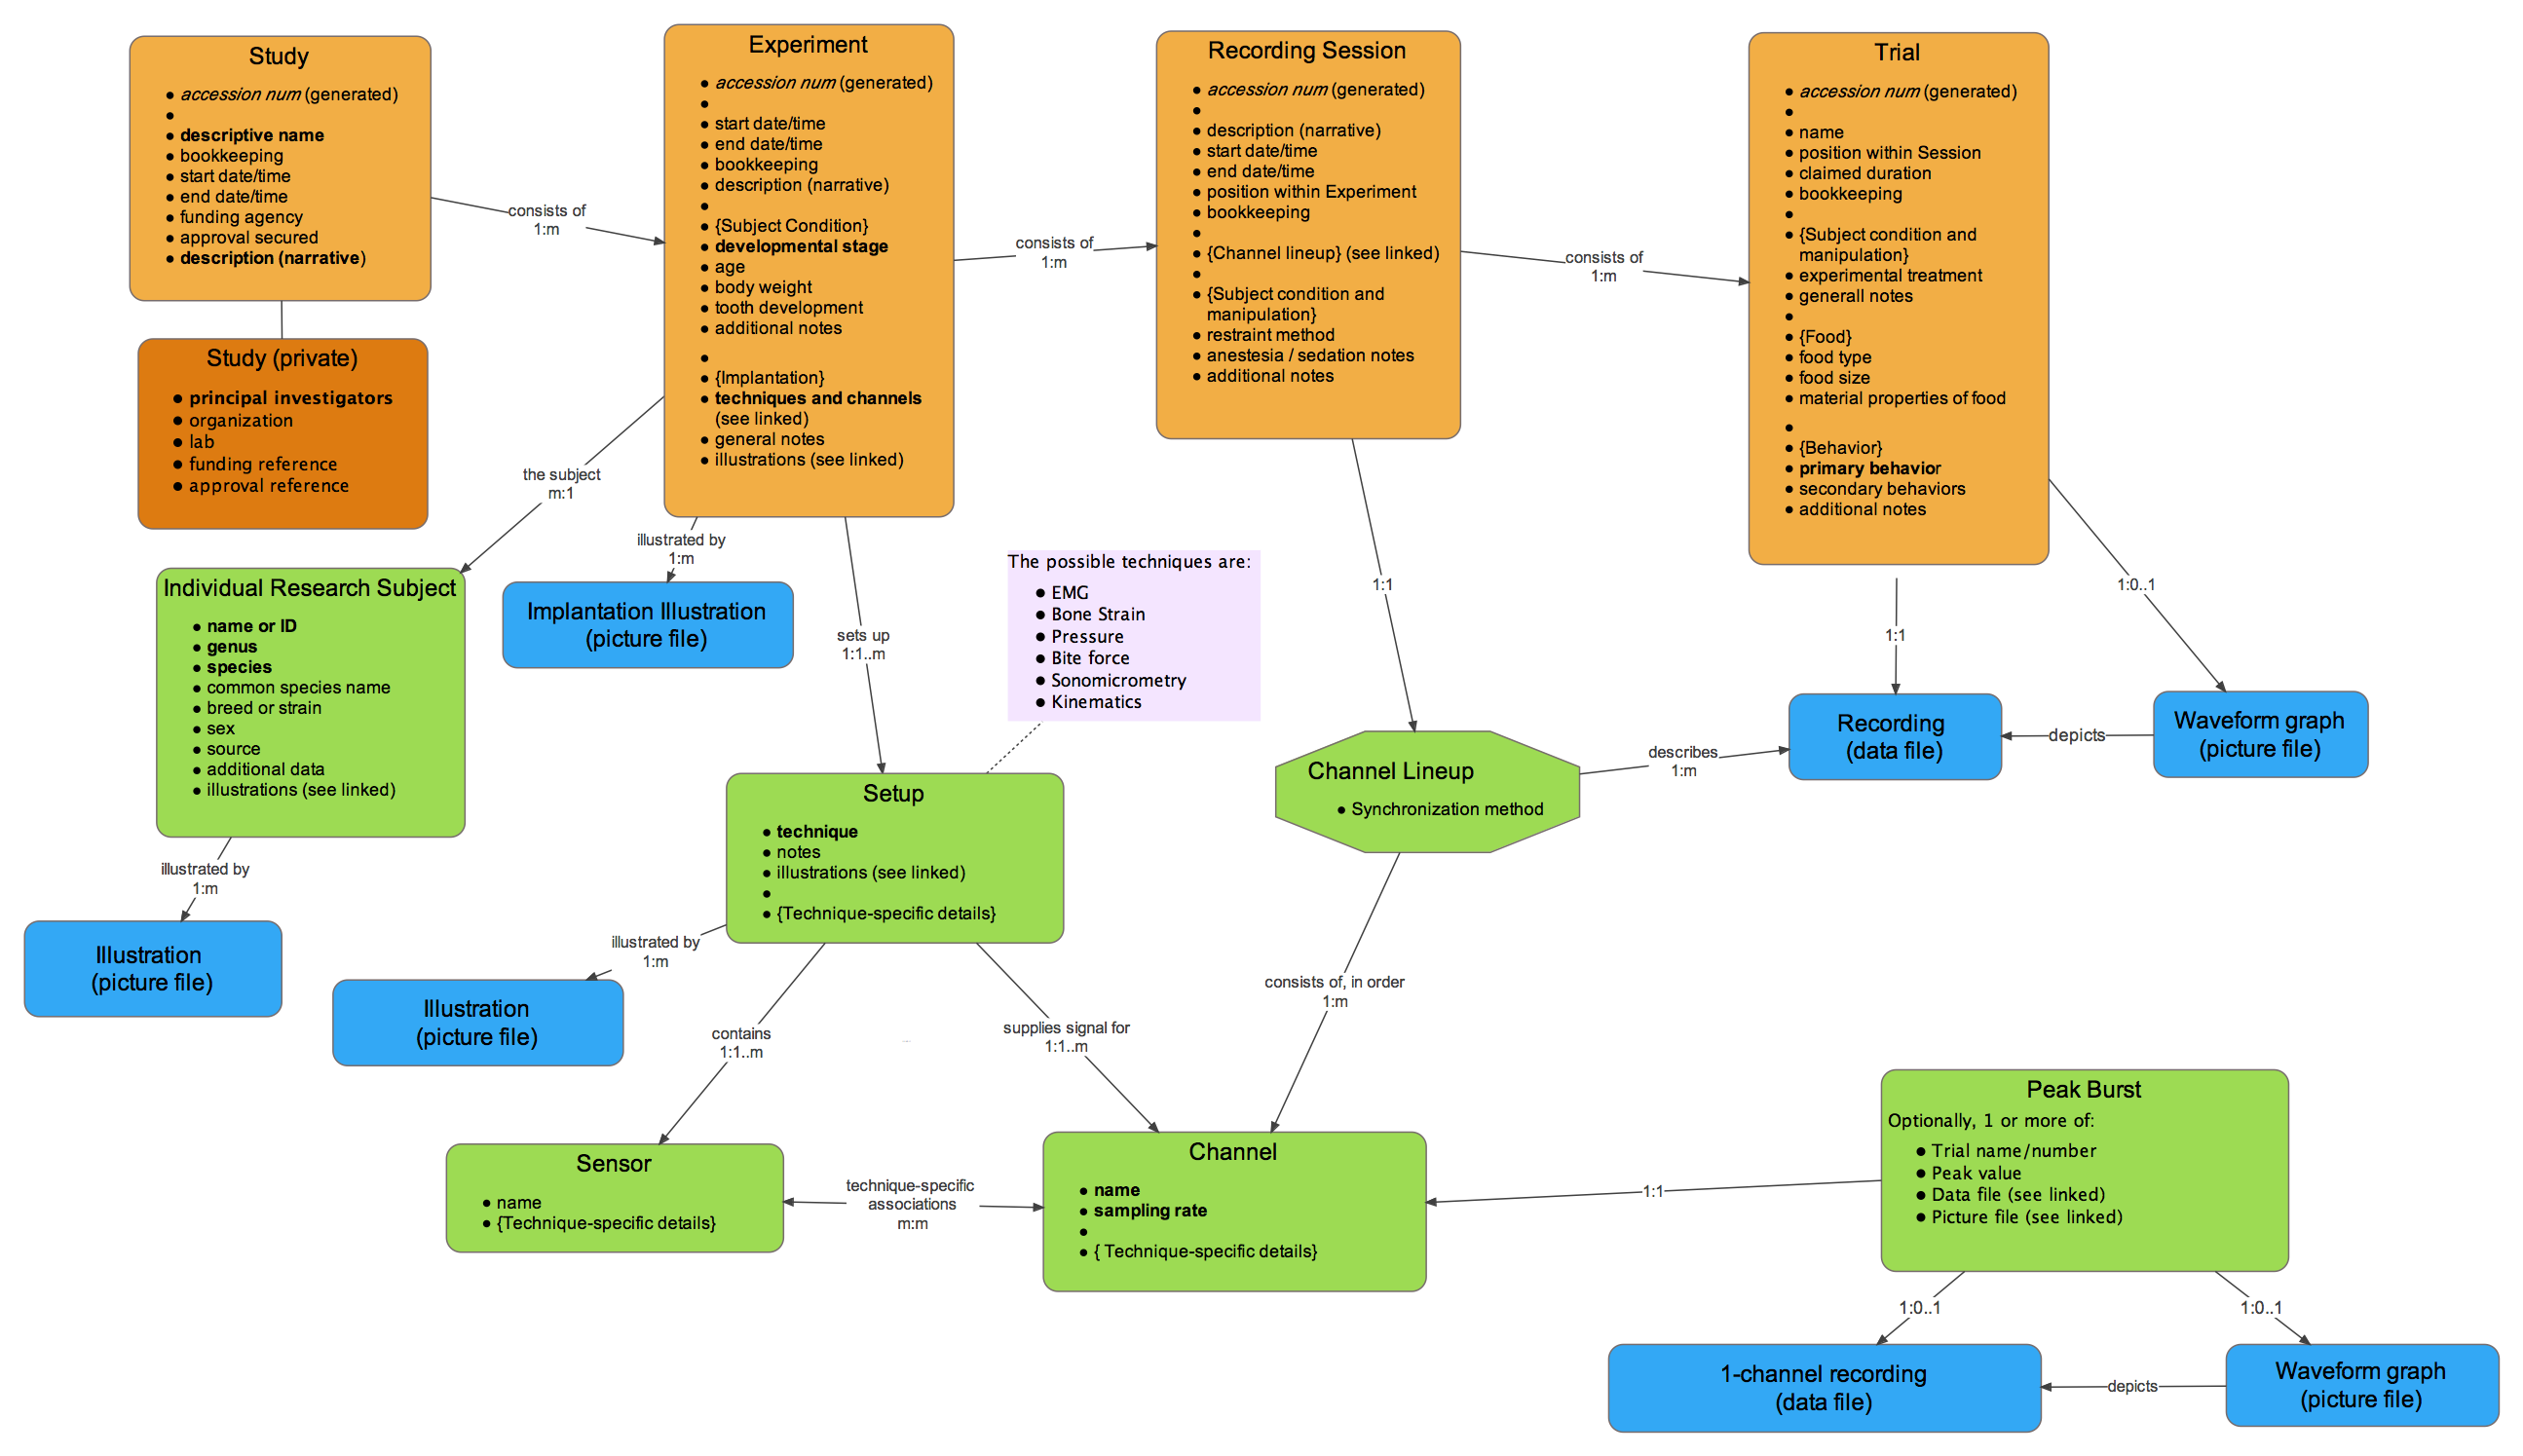 Study
• accession num (generated)
•
• descriptive name
• bookkeeping
• start date/time
• end date/time
• funding agency
• approval secured
• description (narrative)
Study (private)
• principal investigators
• organization
• lab
• funding reference
• approval reference
consists of
1:m
Experiment
• accession num (generated)
•
• start date/time
• end date/time
• bookkeeping
• description (narrative)
•
• {Subject Condition}
• developmental stage
• age
• body weight
• tooth development
• additional notes
•
• {Implantation}
• techniques and channels
(see linked)
• general notes
• illustrations (see linked)
consists of
1:m
Recording Session
• accession num (generated)
•
• description (narrative)
• start date/time
• end date/time
• position within Experiment
• bookkeeping
•
• {Channel lineup} (see linked)
•
• {Subject condition and
manipulation}
• restraint method
• anestesia / sedation notes
• additional notes
consists of
1:m
Trial
• accession num (generated)
•
• name
• position within Session
• claimed duration
• bookkeeping
•
• {Subject condition and
manipulation}
• experimental treatment
• generall notes
•
• {Food}
• food type
• food size
• material properties of food
•
• {Behavior}
• primary behavior
• secondary behaviors
• additional notes
the subject
m:1
illustrated by
1:m
sets up
1:1..m
1:1
1:1
1:0..1
Individual Research Subject
• name or ID
• genus
• species
• common species name
• breed or strain
• sex
• source
• additional data
• illustrations (see linked)
Implantation Illustration
(picture file)
The possible techniques are:
• EMG
• Bone Strain
• Pressure
• Bite force
• Sonomicrometry
• Kinematics
Recording
(data file)
depicts
Waveform graph
(picture file)
Setup
• technique
• notes
• illustrations (see linked)
•
• {Technique-specific details}
Channel Lineup
• Synchronization method
describes
1:m
illustrated by
1:m
Illustration
(picture file)
illustrated by
1:m
Illustration
(picture file)
contains
1:1..m
supplies signal for
1:1..m
consists of, in order
1:m
Sensor
• name
• {Technique-specific details}
technique-specific
associations
m:m
Channel
• name
• sampling rate
•
• { Technique-specific details}
1:1
Peak Burst
Optionally, 1 or more of:
• Trial name/number
• Peak value
• Data file (see linked)
• Picture file (see linked)
1:0..1
1:0..1
1-channel recording
(data file)
depicts
Waveform graph
(picture file)